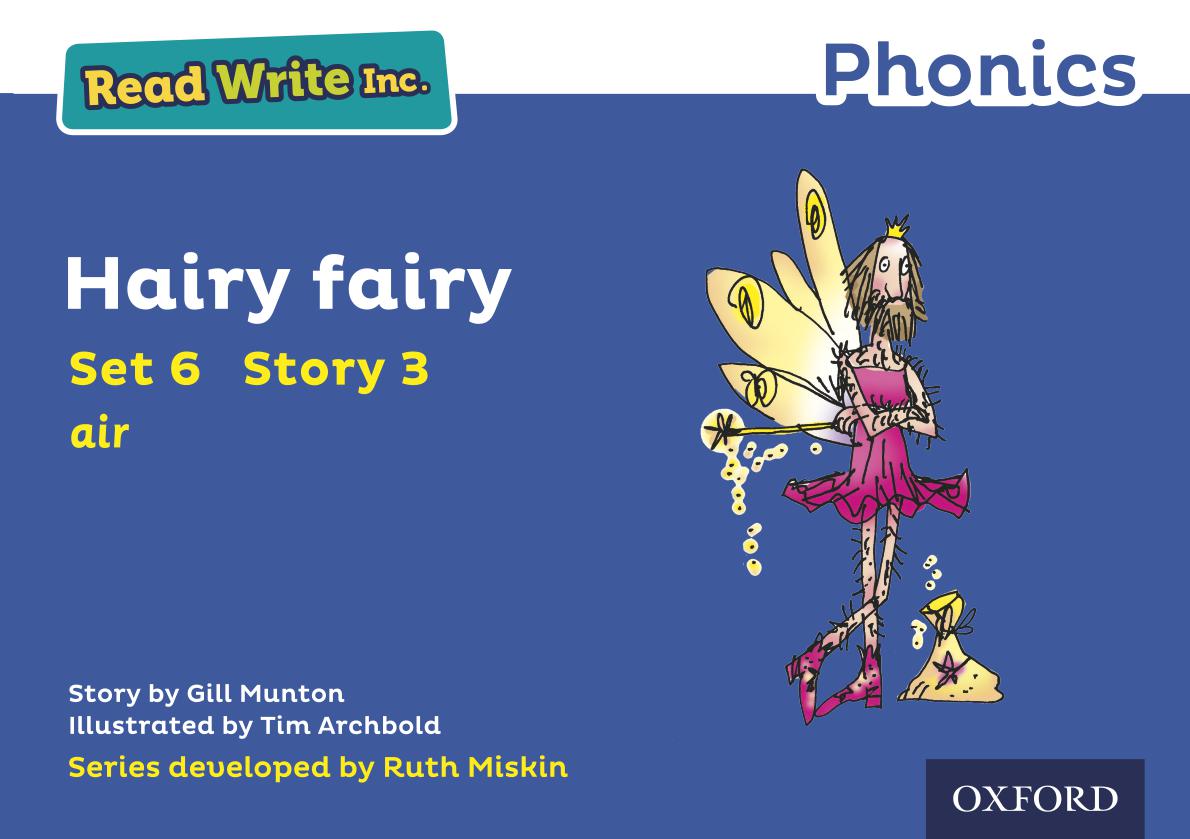 Read Write Inc.
Phonics
Hairy fairy
Set 6 Story 3
air
Story by Gill Munton
Illustrated by Tim Archbold
Series developed by Ruth Miskin
OXFORD